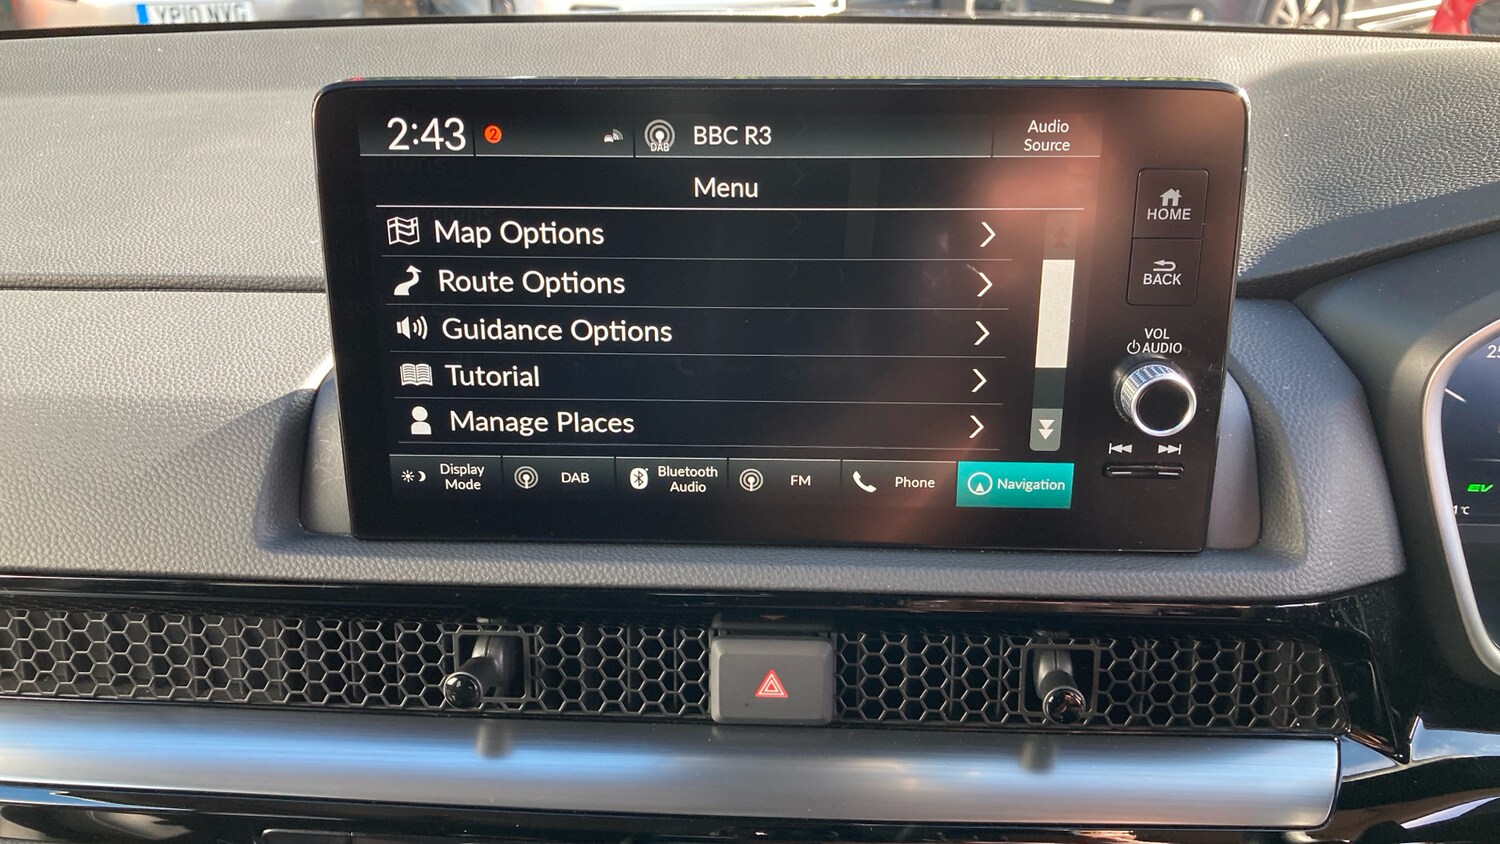 2:43
2
DAB
BBC R3
Audio
Source
Menu
Map Options
Route Options
Guidance Options
Tutorial
Manage Places
Display
Mode
DAB
Bluetooth
Audio
FM
Phone
Navigation
HOME
BACK
VOL
AUDIO
EV